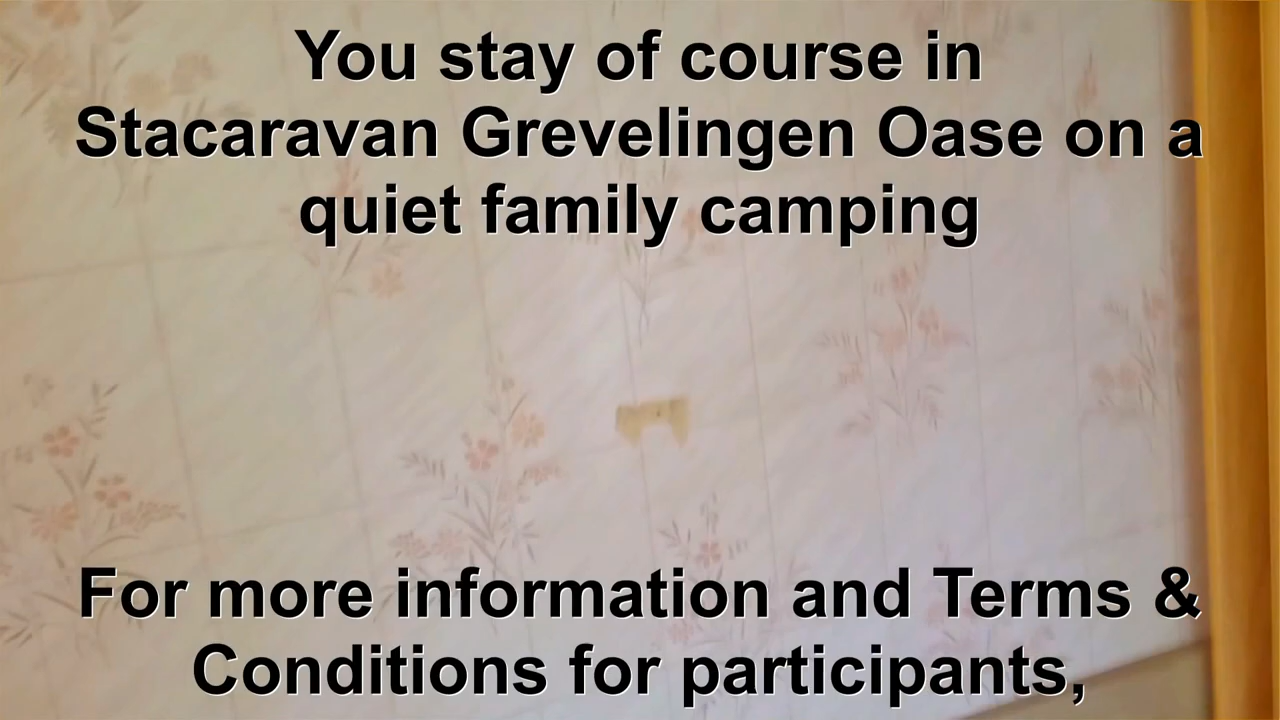 You stay of course in
Stacaravan Grevelingen Oase on a
quiet family camping
For more information and Terms &
Conditions for participants,